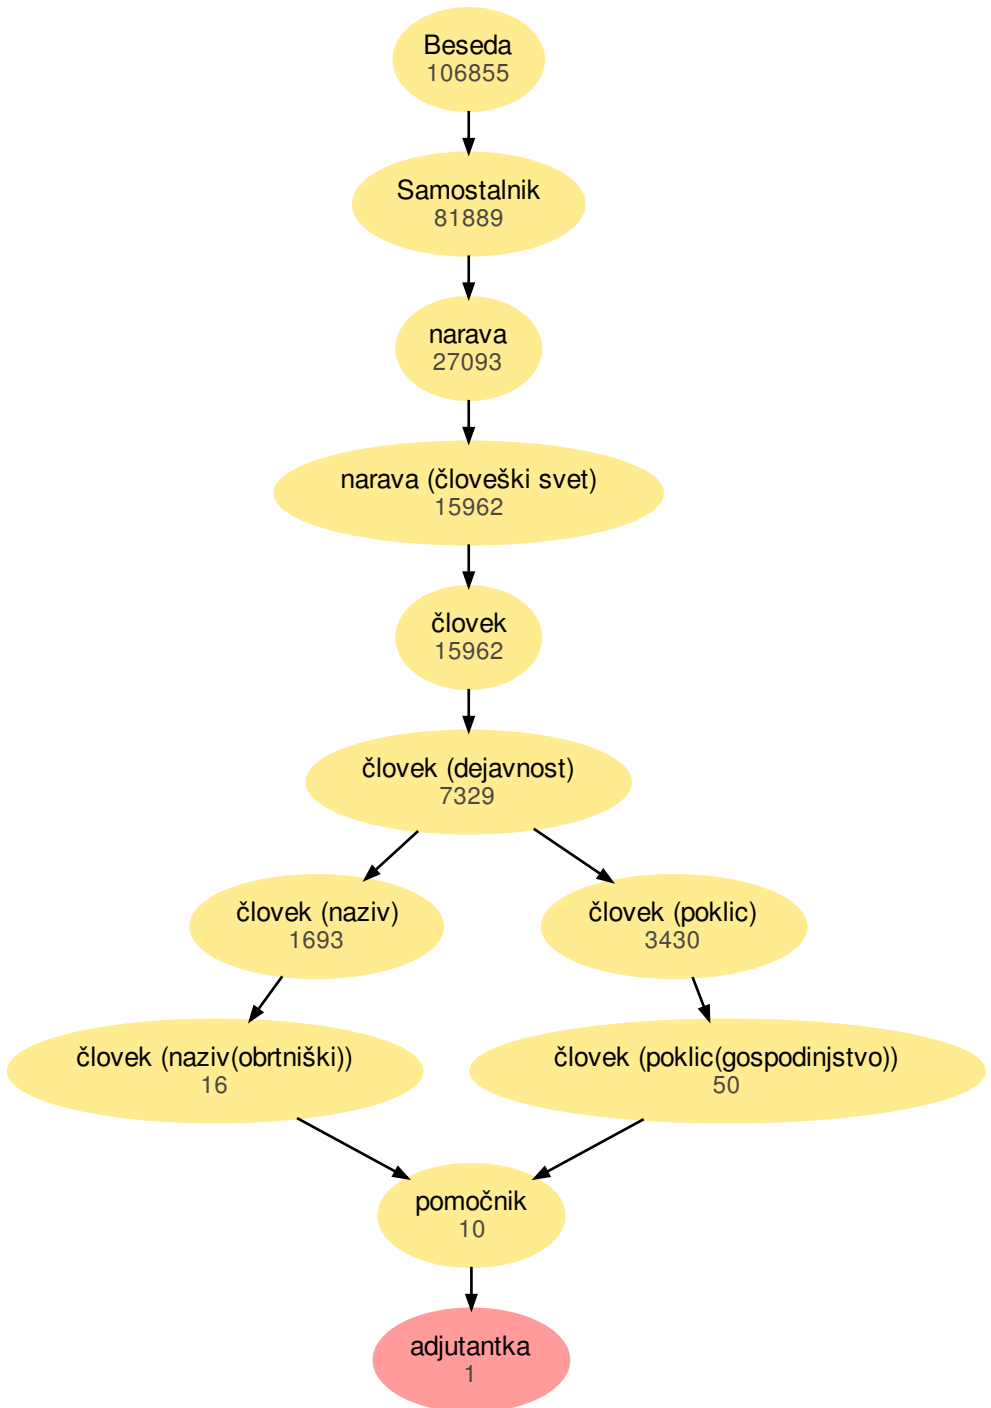 Beseda
106855
Samostalnik
81889
narava
27093
narava (človeški svet)
15962
človek
15962
človek (dejavnost)
7329
človek (naziv)
1693
človek (poklic)
3430
človek (naziv(obrtniški))
16
človek (poklic(gospodinjstvo))
50
pomočnik
10
adjutantka
1